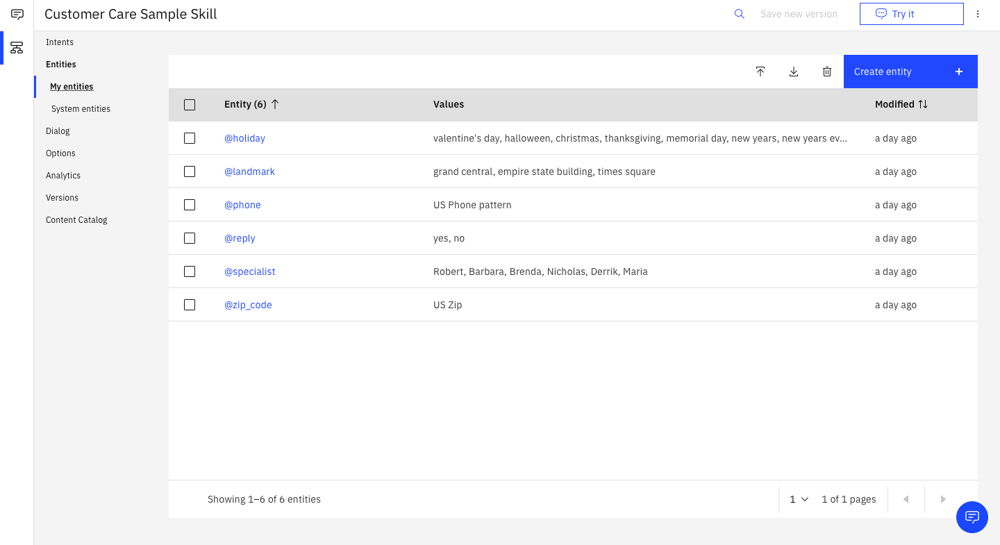 Customer Care Sample Skill
Save new version
Try it
Intents
Entities
My entities
System entities
Dialog
Options
Analytics
Versions
Content Catalog
Create entity
Entity (6) Values Modified
@holiday valentine's day, halloween, christmas, thanksgiving, memorial day, new years, new years ev... a day ago
@landmark grand central, empire state building, times square a day ago
@phone US Phone pattern a day ago
@reply yes, no a day ago
@specialist Robert, Barbara, Brenda, Nicholas, Derrik, Maria a day ago
@zip_code US Zip a day ago
Showing 1–6 of 6 entities 1 1 of 1 pages